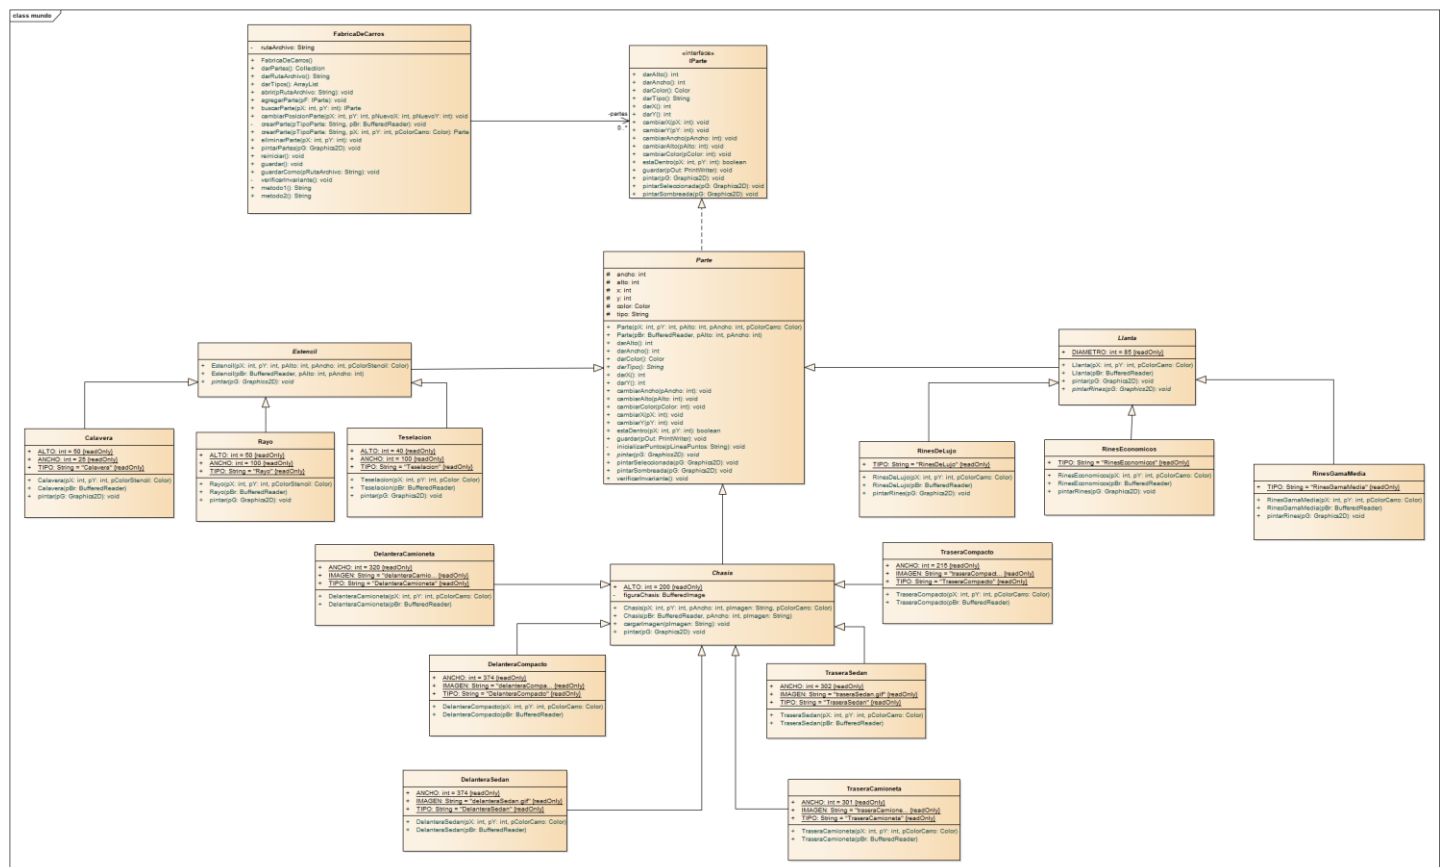 class mundo
FabricaDeCarros
- rutaArchivo: String
+ FabricaDeCarros()
+ darPartes(): Collection
+ darRutaArchivo(): String
+ darTipos(): ArrayList
+ abrir(pRutaArchivo: String): void
+ agregarParte(pF: IParte): void
+ buscarParte(pX: int, pY: int): IParte
+ cambiarPosicionParte(pX: int, pY: int, pNuevoX: int, pNuevoY: int): void
- crearParte(pTipoParte: String, pBr: BufferedReader): void
+ crearParte(pTipoParte: String, pX: int, pY: int, pColorCarro: Color): Parte
+ eliminarParte(pX: int, pY: int): void
+ pintarPartes(pG: Graphics2D): void
+ reiniciar(): void
+ guardar(): void
+ guardarComo(pRutaArchivo: String): void
- verificarInvariante(): void
+ metodo1(): String
+ metodo2(): String
-partes
0..*
«interface»
IParte
+ darAlto(): int
+ darAncho(): int
+ darColor(): Color
+ darTipo(): String
+ darX(): int
+ darY(): int
+ cambiarX(pX: int): void
+ cambiarY(pY: int): void
+ cambiarAncho(pAncho: int): void
+ cambiarAlto(pAlto: int): void
+ cambiarColor(pColor: int): void
+ estaDentro(pX: int, pY: int): boolean
+ guardar(pOut: PrintWriter): void
+ pintar(pG: Graphics2D): void
+ pintarSeleccionada(pG: Graphics2D): void
+ pintarSombreada(pG: Graphics2D): void
Parte
# ancho: int
# alto: int
# x: int
# y: int
# color: Color
# tipo: String
+ Parte(pX: int, pY: int, pAlto: int, pAncho: int, pColorCarro: Color)
+ Parte(pBr: BufferedReader, pAlto: int, pAncho: int)
+ darAlto(): int
+ darAncho(): int
+ darColor(): Color
+ darTipo(): String
+ darX(): int
+ darY(): int
+ cambiarAncho(pAncho: int): void
+ cambiarAlto(pAlto: int): void
+ cambiarColor(pColor: int): void
+ cambiarX(pX: int): void
+ cambiarY(pY: int): void
+ estaDentro(pX: int, pY: int): boolean
+ guardar(pOut: PrintWriter): void
- inicializarPuntos(pLineaPuntos: String): void
+ pintar(pG: Graphics2D): void
+ pintarSeleccionada(pG: Graphics2D): void
+ pintarSombreada(pG: Graphics2D): void
+ verificarInvariante(): void
Estencil
+ Estencil(pX: int, pY: int, pAlto: int, pAncho: int, pColorStencil: Color)
+ Estencil(pBr: BufferedReader, pAlto: int, pAncho: int)
+ pintar(pG: Graphics2D): void
Llanta
+ DIAMETRO: int = 85 {readOnly}
+ Llanta(pX: int, pY: int, pColorCarro: Color)
+ Llanta(pBr: BufferedReader)
+ pintar(pG: Graphics2D): void
+ pintarRines(pG: Graphics2D): void
Calavera
+ ALTO: int = 50 {readOnly}
+ ANCHO: int = 25 {readOnly}
+ TIPO: String = "Calavera" {readOnly}
+ Calavera(pX: int, pY: int, pColorStencil: Color)
+ Calavera(pBr: BufferedReader)
+ pintar(pG: Graphics2D): void
Rayo
+ ALTO: int = 50 {readOnly}
+ ANCHO: int = 100 {readOnly}
+ TIPO: String = "Rayo" {readOnly}
+ Rayo(pX: int, pY: int, pColorStencil: Color)
+ Rayo(pBr: BufferedReader)
+ pintar(pG: Graphics2D): void
Teselacion
+ ALTO: int = 40 {readOnly}
+ ANCHO: int = 100 {readOnly}
+ TIPO: String = "Teselacion" {readOnly}
+ Teselacion(pX: int, pY: int, pColor: Color)
+ Teselacion(pBr: BufferedReader)
+ pintar(pG: Graphics2D): void
RinesDeLujo
+ TIPO: String = "RinesDeLujo" {readOnly}
+ RinesDeLujo(pX: int, pY: int, pColorCarro: Color)
+ RinesDeLujo(pBr: BufferedReader)
+ pintarRines(pG: Graphics2D): void
RinesEconomicos
+ TIPO: String = "RinesEconomicos" {readOnly}
+ RinesEconomicos(pX: int, pY: int, pColorCarro: Color)
+ RinesEconomicos(pBr: BufferedReader)
+ pintarRines(pG: Graphics2D): void
RinesGamaMedia
+ TIPO: String = "RinesGamaMedia" {readOnly}
+ RinesGamaMedia(pX: int, pY: int, pColorCarro: Color)
+ RinesGamaMedia(pBr: BufferedReader)
+ pintarRines(pG: Graphics2D): void
DelanteraCamioneta
+ ANCHO: int = 320 {readOnly}
+ IMAGEN: String = "delanteraCamio... {readOnly}
+ TIPO: String = "DelanteraCamioneta" {readOnly}
+ DelanteraCamioneta(pX: int, pY: int, pColorCarro: Color)
+ DelanteraCamioneta(pBr: BufferedReader)
Chasis
+ ALTO: int = 200 {readOnly}
- figuraChasis: BufferedImage
+ Chasis(pX: int, pY: int, pAncho: int, pImagen: String, pColorCarro: Color)
+ Chasis(pBr: BufferedReader, pAncho: int, pImagen: String)
+ cargarImagen(pImagen: String): void
+ pintar(pG: Graphics2D): void
TraseraCompacto
+ ANCHO: int = 215 {readOnly}
+ IMAGEN: String = "traseraCompact... {readOnly}
+ TIPO: String = "TraseraCompacto" {readOnly}
+ TraseraCompacto(pX: int, pY: int, pColorCarro: Color)
+ TraseraCompacto(pBr: BufferedReader)
DelanteraCompacto
+ ANCHO: int = 374 {readOnly}
+ IMAGEN: String = "delanteraCompa... {readOnly}
+ TIPO: String = "DelanteraCompacto" {readOnly}
+ DelanteraCompacto(pX: int, pY: int, pColorCarro: Color)
+ DelanteraCompacto(pBr: BufferedReader)
TraseraSedan
+ ANCHO: int = 302 {readOnly}
+ IMAGEN: String = "traseraSedan.gif" {readOnly}
+ TIPO: String = "TraseraSedan" {readOnly}
+ TraseraSedan(pX: int, pY: int, pColorCarro: Color)
+ TraseraSedan(pBr: BufferedReader)
DelanteraSedan
+ ANCHO: int = 374 {readOnly}
+ IMAGEN: String = "delanteraSedan.gif" {readOnly}
+ TIPO: String = "DelanteraSedan" {readOnly}
+ DelanteraSedan(pX: int, pY: int, pColorCarro: Color)
+ DelanteraSedan(pBr: BufferedReader)
TraseraCamioneta
+ ANCHO: int = 301 {readOnly}
+ IMAGEN: String = "traseraCamione... {readOnly}
+ TIPO: String = "TraseraCamioneta" {readOnly}
+ TraseraCamioneta(pX: int, pY: int, pColorCarro: Color)
+ TraseraCamioneta(pBr: BufferedReader)